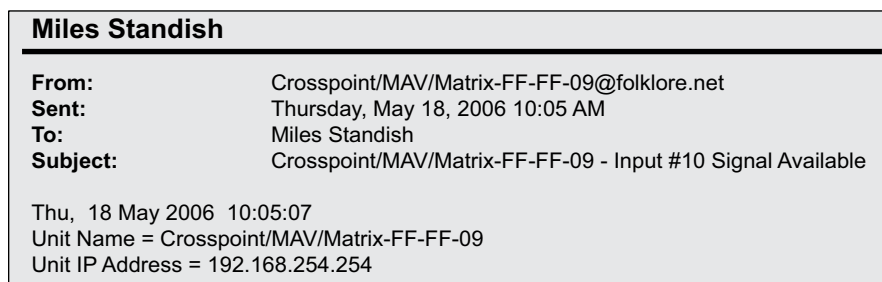 Miles Standish
From: Crosspoint/MAV/Matrix-FF-FF-09@folklore.net
Sent: Thursday, May 18, 2006 10:05 AM
To: Miles Standish
Subject: Crosspoint/MAV/Matrix-FF-FF-09 - Input #10 Signal Available
Thu, 18 May 2006 10:05:07
Unit Name = Crosspoint/MAV/Matrix-FF-FF-09
Unit IP Address = 192.168.254.254